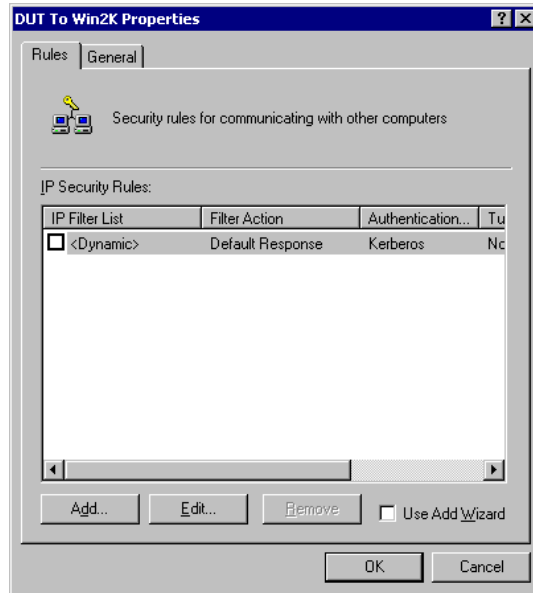 DUT To Win2K Properties
Rules General
Security rules for communicating with other computers
IP Security Rules:
IP Filter List Filter Action Authentication... Tu
<Dynamic> Default Response Kerberos No
Add... Edit... Remove Use Add Wizard
OK Cancel